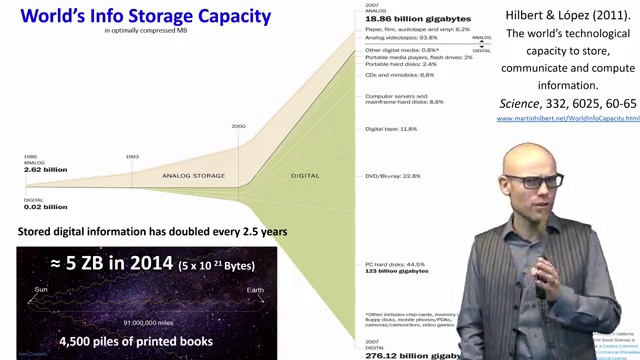 World's Info Storage Capacity
in optimally compressed MB
2007
ANALOG
18.86 billion gigabytes
Paper, film, audiotape and vinyl: 6.2%
Analog videotapes: 93.8%
ANALOG
DIGITAL
Other digital media: 0.8%*
Portable media players, flash drives: 2%
Portable hard disks: 2.4%
CDs and minidisks: 6.8%
Computer servers and
mainframe hard disks: 8.9%
Digital tape: 11.8%
DVD/Blu-ray: 22.8%
PC hard disks: 44.5%
123 billion gigabytes
*Other includes chip cards, memory
floppy disks, mobile phones/PDAs,
cameras/camcorders, video games
2007
DIGITAL
276.12 billion gigaby
2000
1993
1986
ANALOG
2.62 billion
ANALOG STORAGE
DIGITAL
DIGITAL
0.02 billion
Stored digital information has doubled every 2.5 years
≈ 5 ZB in 2014 (5 x 10 21 Bytes)
Sun
Earth
91,000,000 miles
4,500 piles of printed books
Hilbert & López (2011).
The world's technological
capacity to store,
communicate and compute
information.
Science, 332, 6025, 60-65
www.martinhilbert.net/WorldInfoCapacity.html
Social Science; is
a Creative Commons